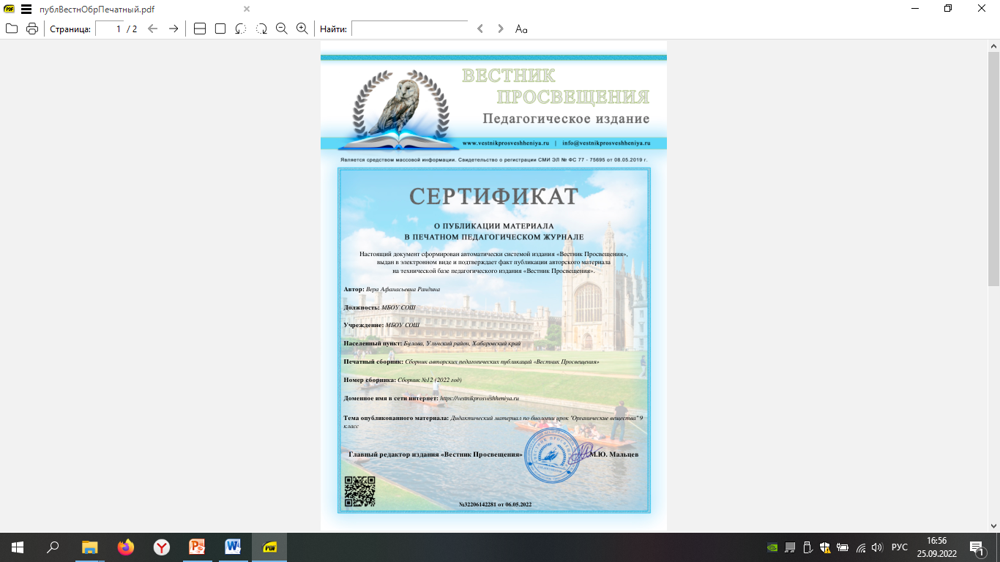 публВестнОбрПечатный.pdf
Страница: 1 / 2 Найти:
ВЕСТНИК
ПРОСВЕЩЕНИЯ
Педагогическое издание
www.vestnikprosveshheniya.ru | info@vestnikprosveshheniya.ru
Является средством массовой информации. Свидетельство о регистрации СМИ ЭЛ № ФС 77 - 75695 от 08.05.2019 г.
СЕРТИФИКАТ
О ПУБЛИКАЦИИ МАТЕРИАЛА
В ПЕЧАТНОМ ПЕДАГОГИЧЕСКОМ ЖУРНАЛЕ
Настоящий документ сформирован автоматически системой издания «Вестник Просвещения»,
выдан в электронном виде и подтверждает факт публикации авторского материала
на технической базе педагогического издания «Вестник Просвещения».
Автор: Вера Афанасьевна Рандина
Должность: МБОУ СОШ
Учреждение: МБОУ СОШ
Населенный пункт: Булава, Ульчский район, Хабаровский край
Печатный сборник: Сборник авторских педагогических публикаций «Вестник Просвещения»
Номер сборника: Сборник №12 (2022 год)
Доменное имя в сети интернет: https://vestnikprosveshheniya.ru
Тема опубликованного материала: Дидактический материал по биологии урок "Органические вещества" 9
класс
Главный редактор издания «Вестник Просвещения» М.Ю. Мальцев
№32206142281 от 06.05.2022
РУС
16:56
25.09.2022